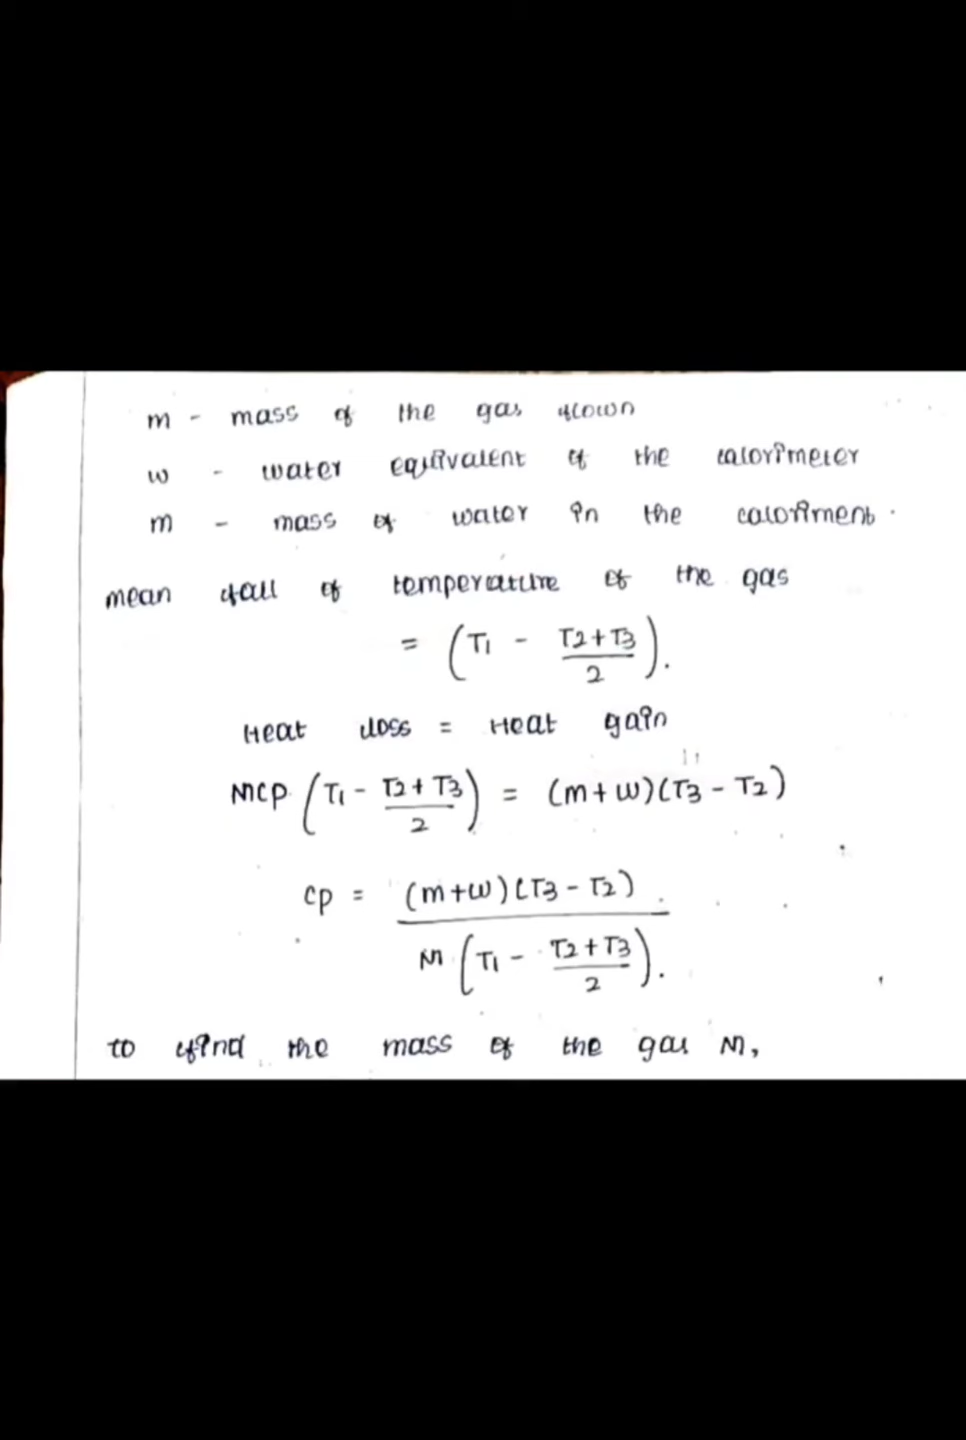 m - mass of the gas flown
w - water equivalent of the calorimeter
m - mass of water in the caloriment.
mean fall of temperature of the gas
= (T1 - (T2+T3)/2).
Heat loss = Heat gain
MCP (T1 - (T2+T3)/2) = (m+w)(T3-T2)
CP = (m+w)(T3-T2) / M (T1 - (T2+T3)/2).
to find the mass of the gas M,